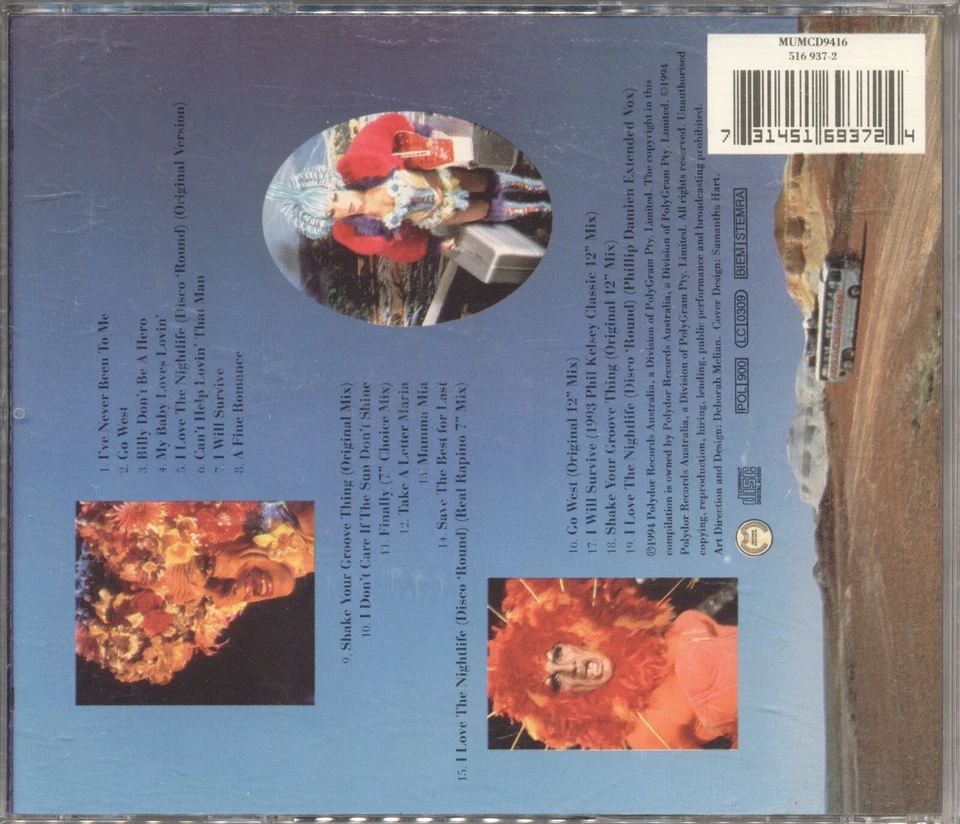 MUMCD9416
516 937-2
7 31451 69372 4
1. I've Never Been To Me
2. Go West
3. Billy Don't Be A Hero
4. My Baby Loves Lovin'
5. I Love The Nightlife (Disco 'Round) (Original Version)
6. Can't Help Lovin' That Man
7. I Will Survive
8. A Fine Romance
9. Shake Your Groove Thing (Original Mix)
10. I Don't Care If The Sun Don't Shine
11. Finally (7" Choice Mix)
12. Take A Letter Maria
13. Mamma Mia
14. Save The Best for Last
15. I Love The Nightlife (Disco 'Round) (Real Rapino 7" Mix)
16. Go West (Original 12" Mix)
17. I Will Survive (1993 Phil Kelsey Classic 12" Mix)
18. Shake Your Groove Thing (Original 12" Mix)
19. I Love The Nightlife (Disco 'Round) (Phillip Damien Extended Vox)
℗1994 Polydor Records Australia, a Division of PolyGram Pty. Limited. The copyright in this
compilation is owned by Polydor Records Australia, a Division of PolyGram Pty. Limited. ©1994
Polydor Records Australia, a Division of PolyGram Pty. Limited. All rights reserved. Unauthorised
copying, reproduction, hiring, lending, public performance and broadcasting prohibited.
Art Direction and Design: Deborah Melian. Cover Design: Samantha Hart.
COMPACT
disc
DIGITAL AUDIO
POL 900
LC 0309
BIEM STEMRA